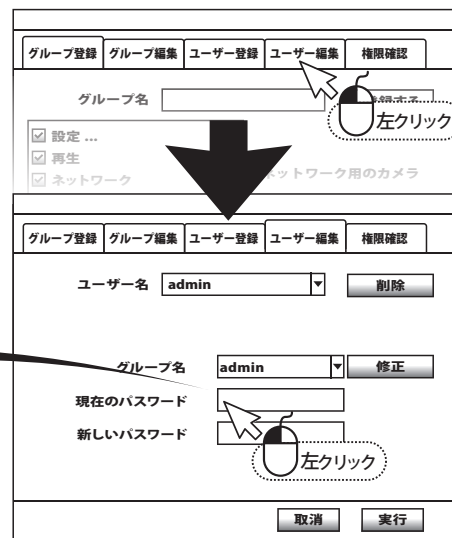 グループ登録 グループ編集 ユーザー登録 ユーザー編集 権限確認
グループ名 登録する
左クリック
設定 ...
再生
ネットワーク ネットワーク用のカメラ
グループ登録 グループ編集 ユーザー登録 ユーザー編集 権限確認
ユーザー名 admin 削除
グループ名 admin 修正
現在のパスワード
新しいパスワード
左クリック
取消 実行